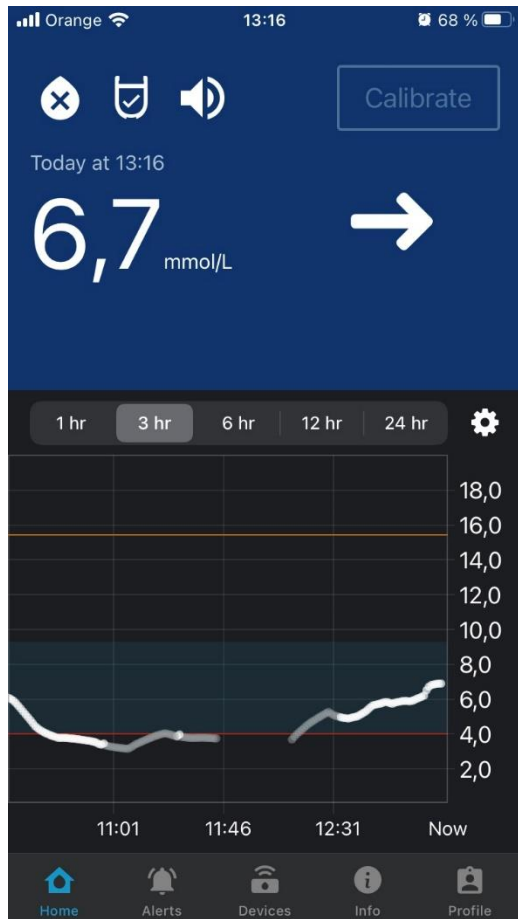 Orange 13:16 68 %
Calibrate
Today at 13:16
6,7 mmol/L
1 hr 3 hr 6 hr 12 hr 24 hr
18,0
16,0
14,0
12,0
10,0
8,0
6,0
4,0
2,0
11:01 11:46 12:31 Now
Home Alerts Devices Info Profile